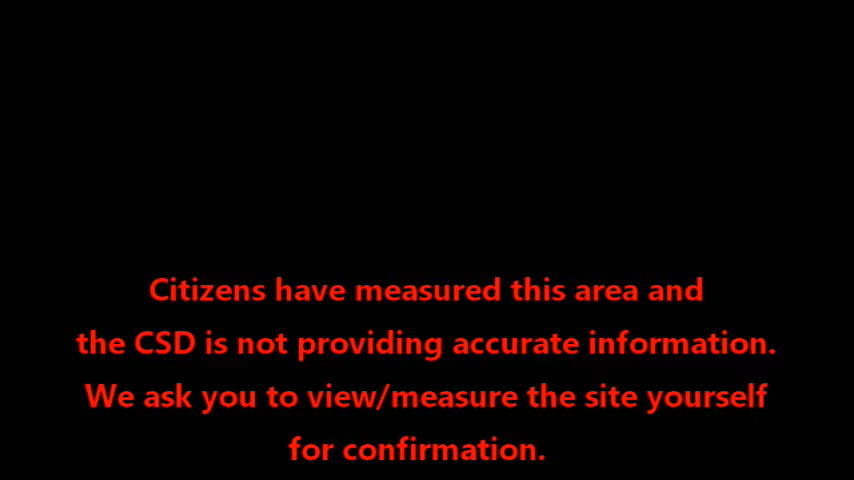 Citizens have measured this area and
the CSD is not providing accurate information.
We ask you to view/measure the site yourself
for confirmation.